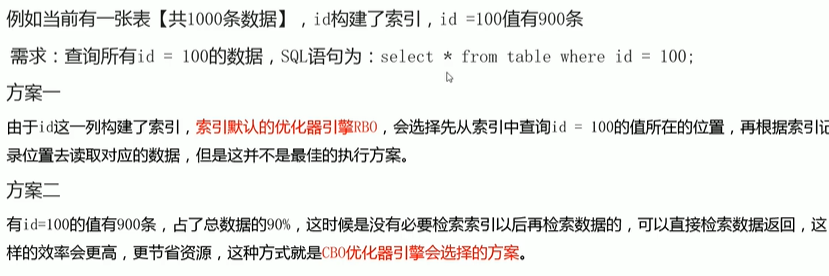 例如当前有一张表【共1000条数据】，id构建了索引，id =100值有900条
需求：查询所有id = 100的数据，SQL语句为：select * from table where id = 100;
方案一
由于id这一列构建了索引，索引默认的优化器引擎RBO，会选择先从索引中查询id = 100的值所在的位置，再根据索引记
录位置去读取对应的数据，但是这并不是最佳的执行方案。
方案二
有id=100的值有900条，占了总数据的90%，这时候是没有必要检索索引以后再检索数据的，可以直接检索数据返回，这
样的效率会更高，更节省资源，这种方式就是CBO优化器引擎会选择的方案。